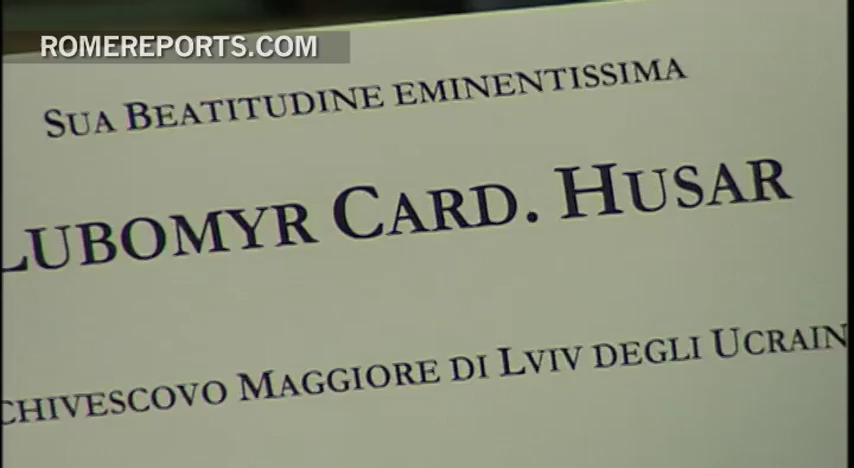 ROMEREPORTS.COM
SUA BEATITUDINE EMINENTISSIMA
LUBOMYR CARD. HUSAR
CHIVESCOVO MAGGIORE DI LVIV DEGLI UCRAIN